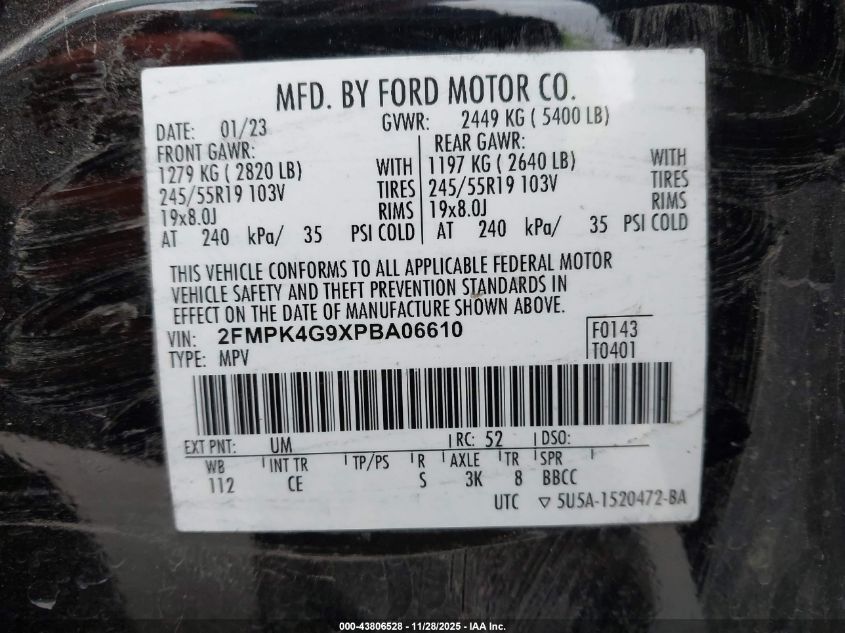 MFD. BY FORD MOTOR CO.
DATE: 01/23 GVWR: 2449 KG ( 5400 LB)
FRONT GAWR: REAR GAWR:
1279 KG ( 2820 LB) WITH 1197 KG ( 2640 LB) WITH
245/55R19 103V TIRES 245/55R19 103V TIRES
19x8.0J RIMS 19x8.0J RIMS
AT 240 kPa/ 35 PSI COLD AT 240 kPa/ 35 PSI COLD
THIS VEHICLE CONFORMS TO ALL APPLICABLE FEDERAL MOTOR
VEHICLE SAFETY AND THEFT PREVENTION STANDARDS IN
EFFECT ON THE DATE OF MANUFACTURE SHOWN ABOVE.
VIN: 2FMPK4G9XPBA06610 F0143
TYPE: MPV T0401
EXT PNT: UM RC: 52 DSO:
WB INT TR TP/PS R AXLE TR SPR
112 CE S 3K 8 BBCC
UTC ▽ 5U5A-1520472-BA
000-43806528 - 11/28/2025 - IAA Inc.